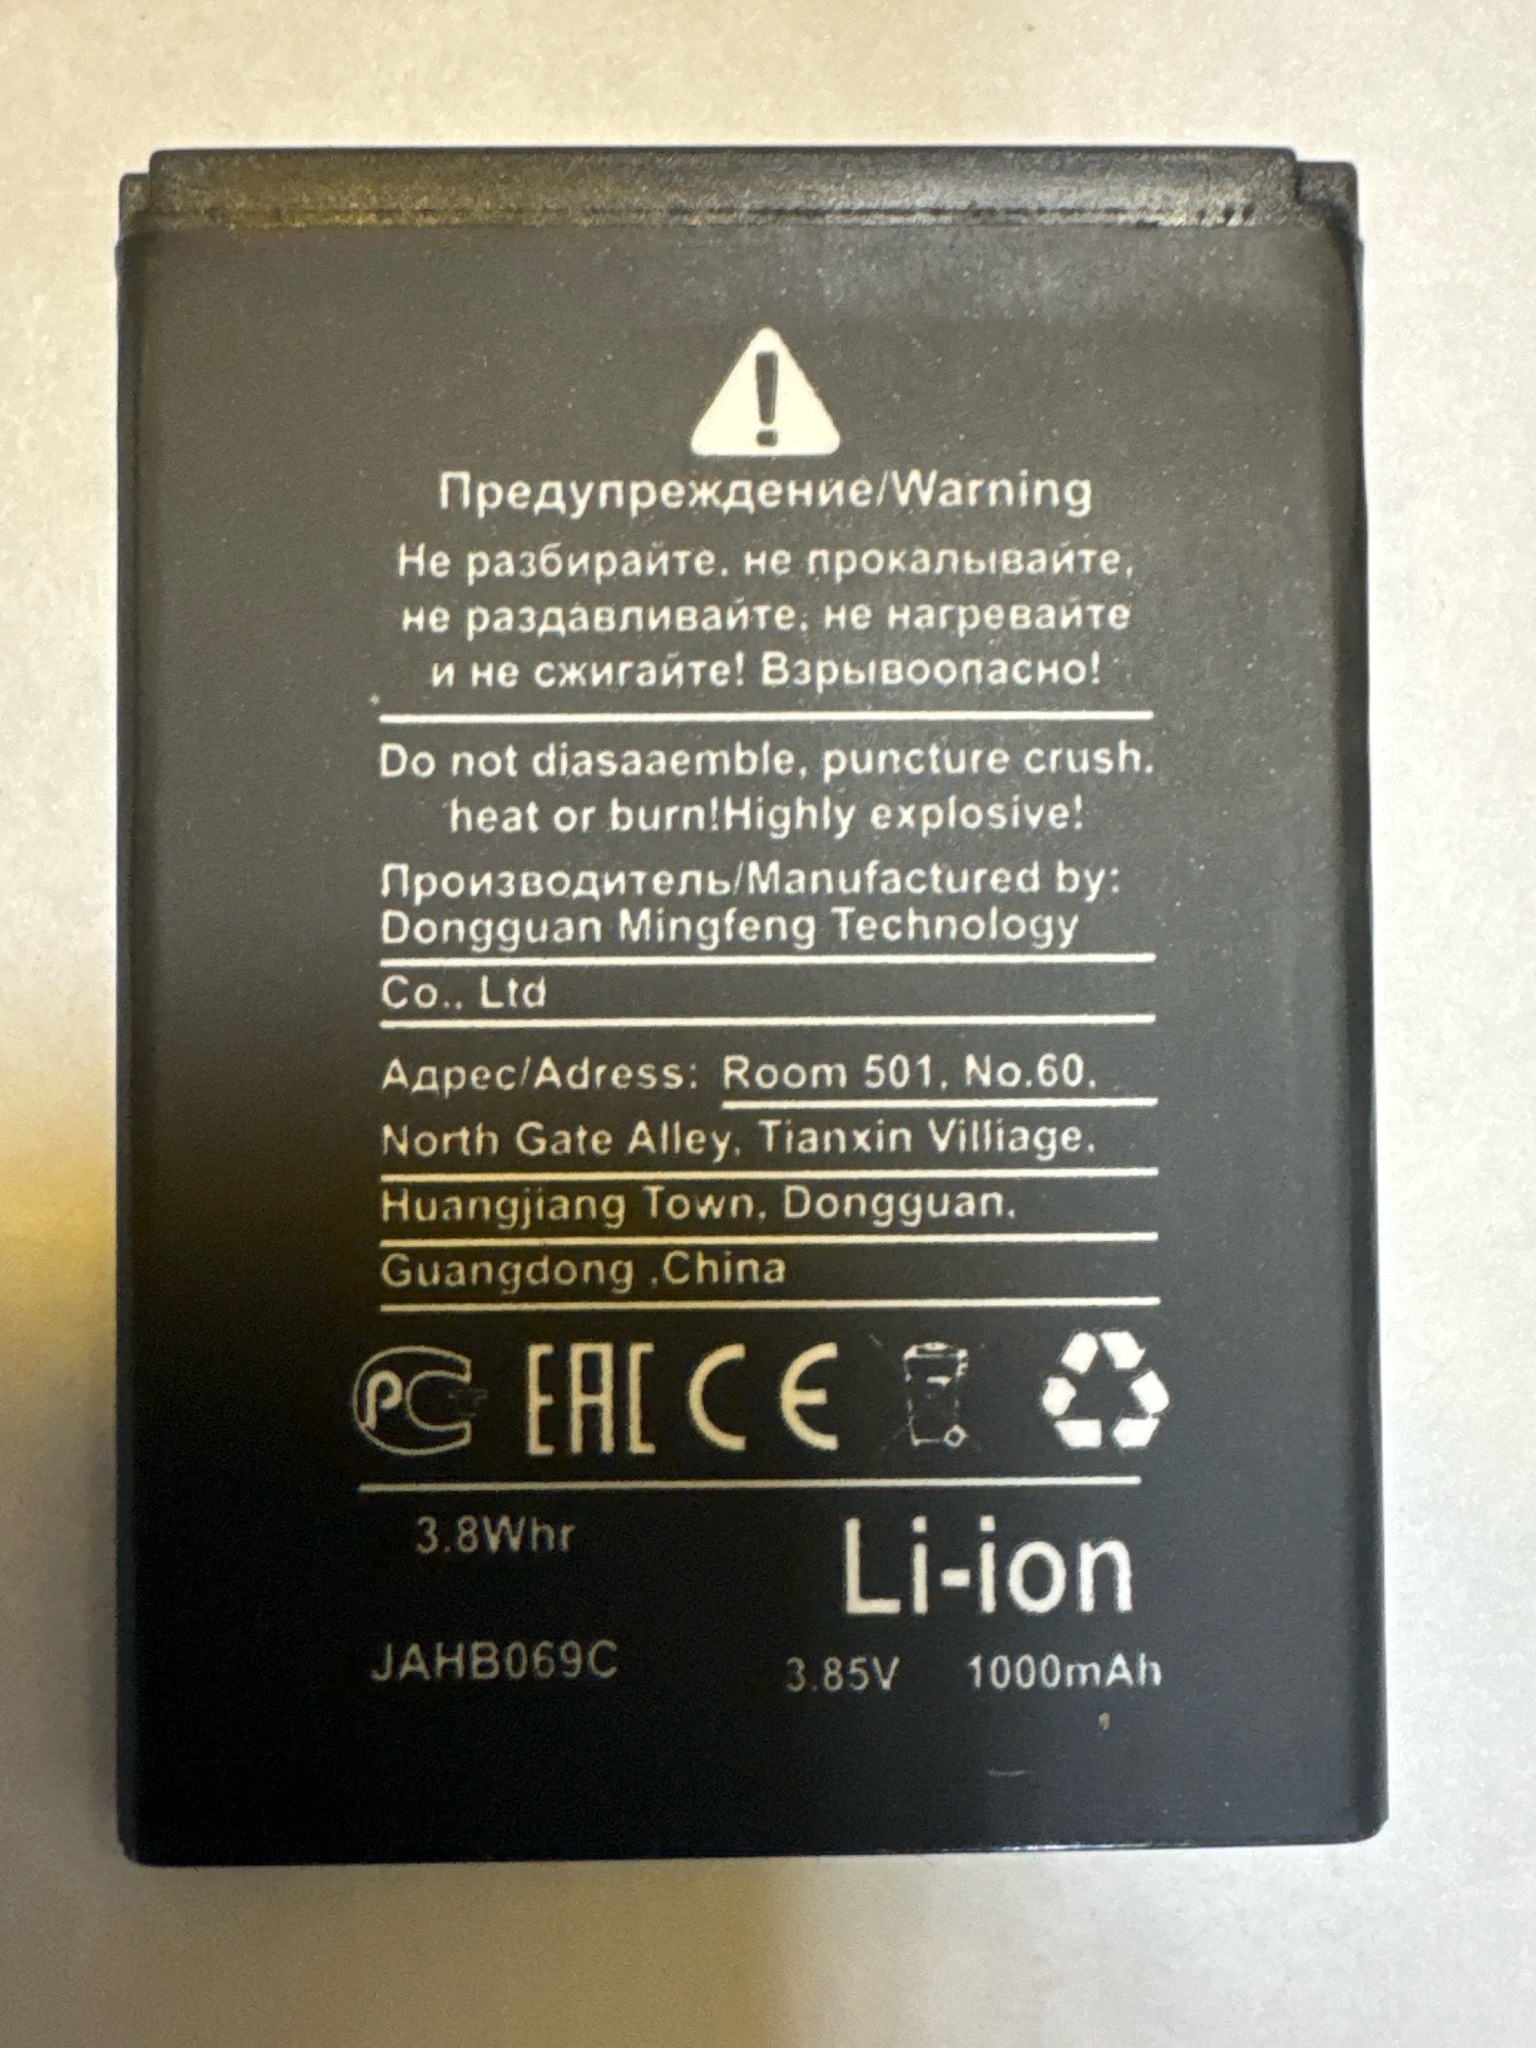 Предупреждение/Warning
Не разбирайте. не прокалывайте,
не раздавливайте, не нагревайте
и не сжигайте! Взрывоопасно!
Do not diasaaemble, puncture crush.
heat or burn!Highly explosive!
Производитель/Manufactured by:
Dongguan Mingfeng Technology
Co., Ltd
Адрес/Adress: Room 501, No.60,
North Gate Alley, Tianxin Villiage,
Huangjiang Town, Dongguan,
Guangdong ,China
PC EAC CE
3.8Whr
Li-ion
JAHB069C 3.85V 1000mAh